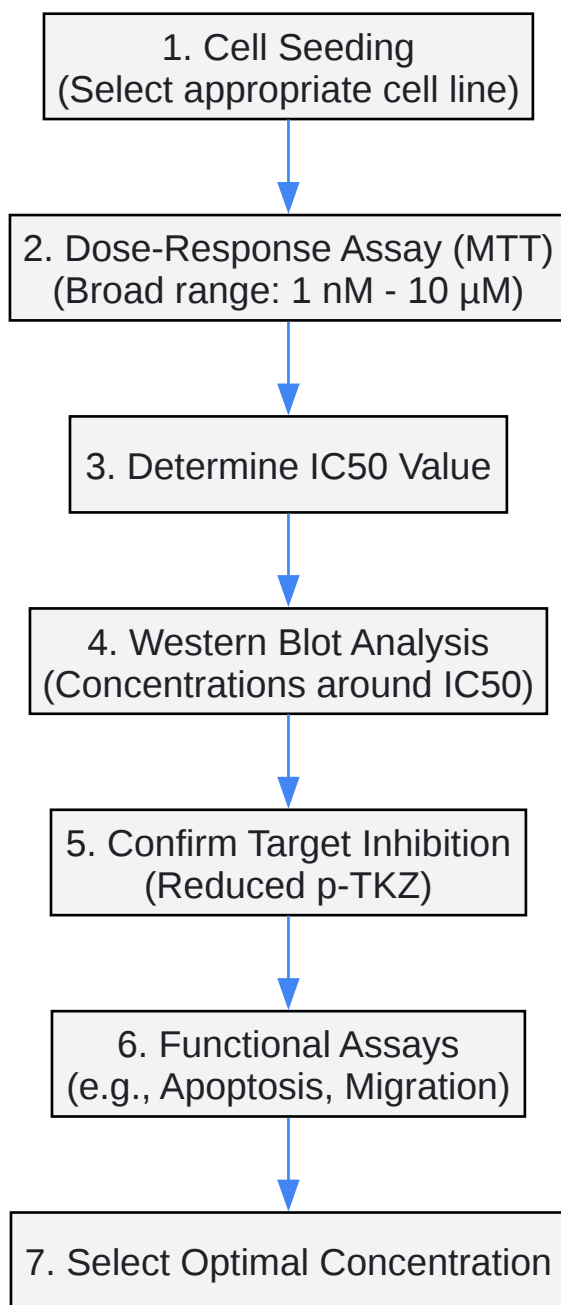 1. Cell Seeding
(Select appropriate cell line)
2. Dose-Response Assay (MTT)
(Broad range: 1 nM - 10 µM)
3. Determine IC50 Value
4. Western Blot Analysis
(Concentrations around IC50)
5. Confirm Target Inhibition
(Reduced p-TKZ)
6. Functional Assays
(e.g., Apoptosis, Migration)
7. Select Optimal Concentration